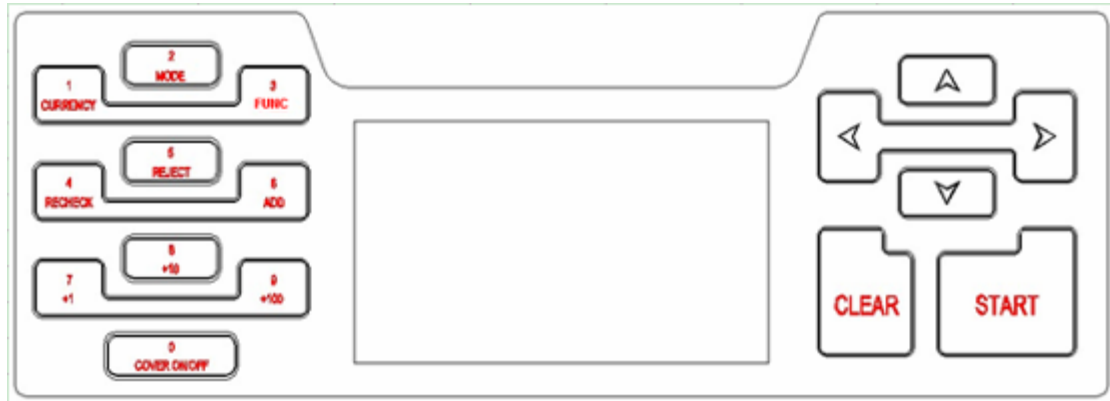 2
MODE
1
CURRENCY
3
FUNC
5
REJECT
4
RECHECK
6
ADD
8
+10
7
+1
9
+100
0
COVER ON/OFF
CLEAR
START